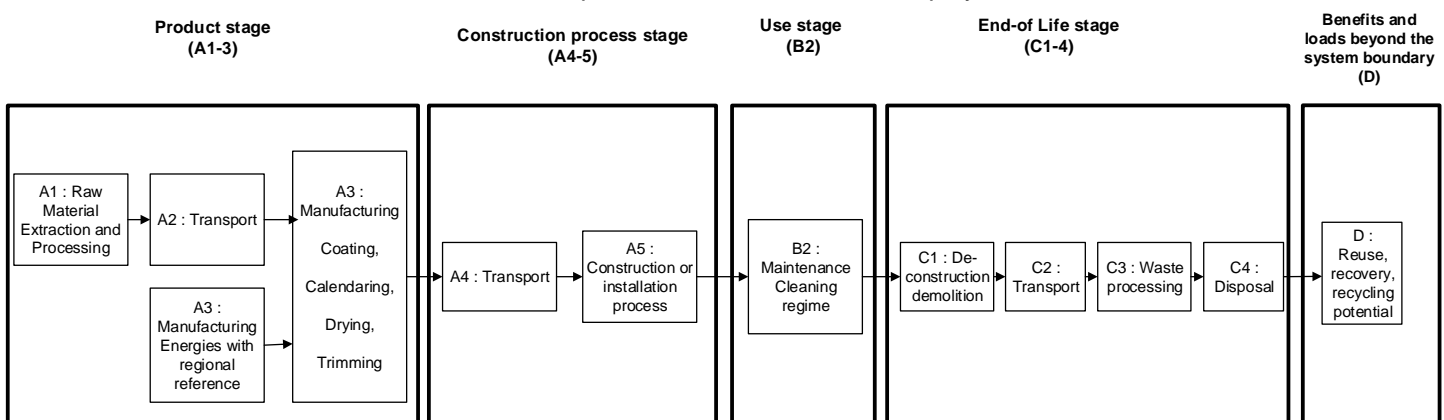 Product stage
(A1-3)
Construction process stage
(A4-5)
Use stage
(B2)
End-of Life stage
(C1-4)
Benefits and
loads beyond the
system boundary
(D)
A1 : Raw
Material
Extraction and
Processing
A2 : Transport
A3 :
Manufacturing
Energies with
regional
reference
A3 :
Manufacturing
Coating,
Calendaring,
Drying,
Trimming
A4 : Transport
A5 :
Construction or
installation
process
B2 :
Maintenance
Cleaning
regime
C1 : De-
construction
demolition
C2 :
Transport
C3 : Waste
processing
C4 :
Disposal
D :
Reuse,
recovery,
recycling
potential